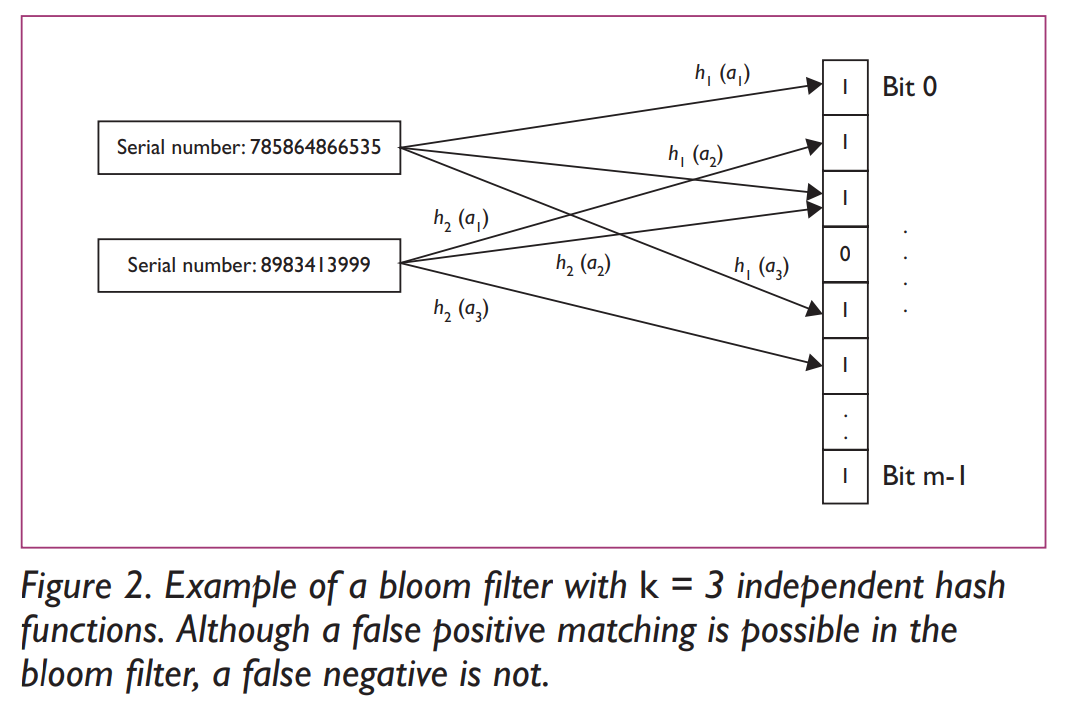 h1 (a1)
1
Bit 0
Serial number: 785864866535
h1 (a2)
1
1
h2 (a1)
Serial number: 8983413999
h2 (a2)
h1 (a3)
0
.
.
.
.
h2 (a3)
1
1
.
.
1
Bit m-1
Figure 2. Example of a bloom filter with k = 3 independent hash
functions. Although a false positive matching is possible in the
bloom filter, a false negative is not.